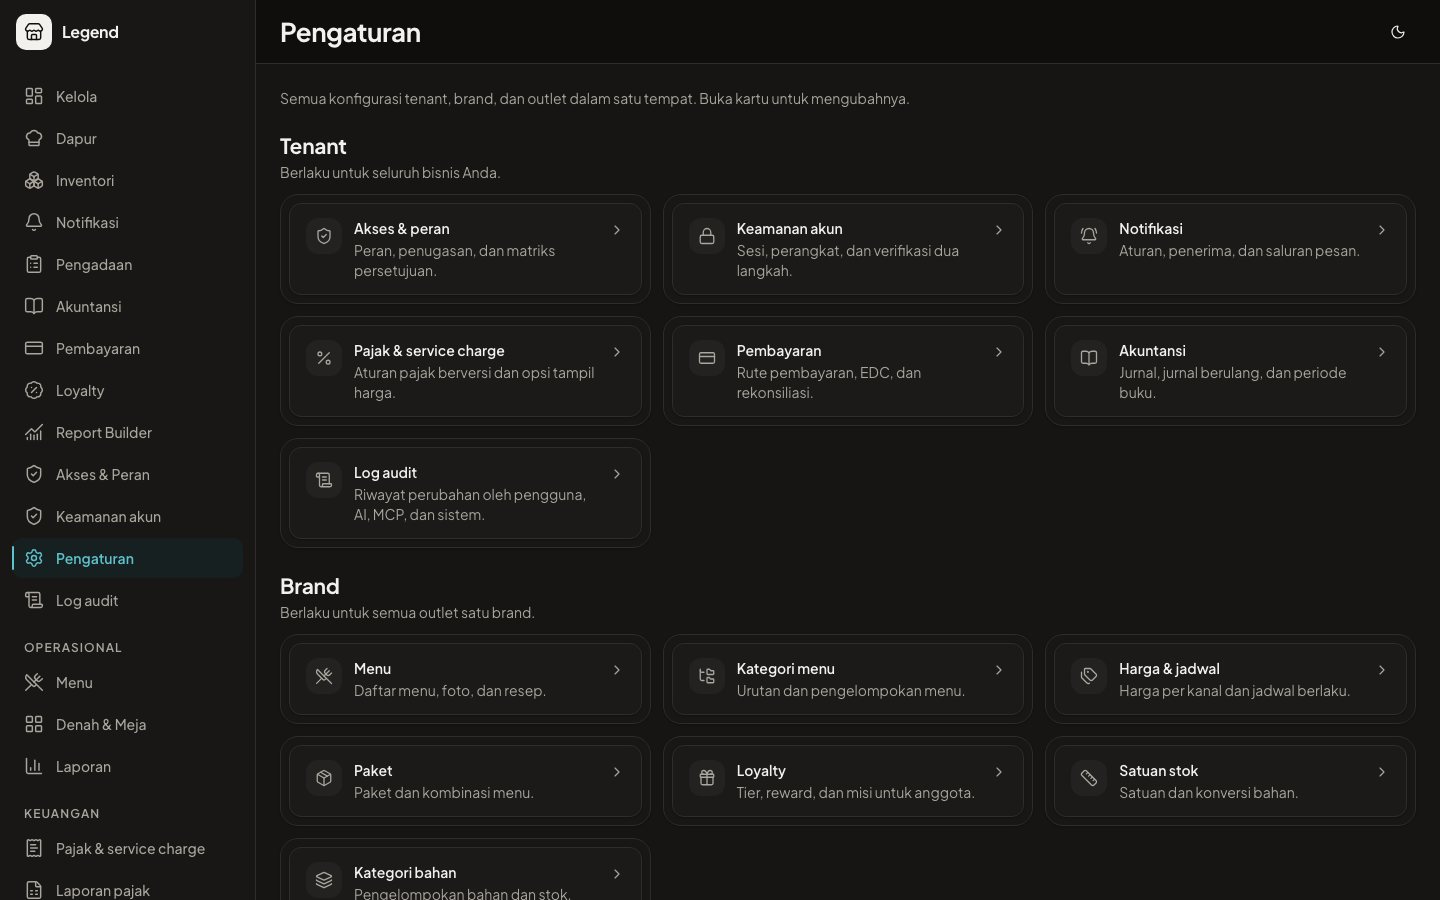 Legend
Kelola
Dapur
Inventori
Notifikasi
Pengadaan
Akuntansi
Pembayaran
Loyalty
Report Builder
Akses & Peran
Keamanan akun
Pengaturan
Log audit
OPERASIONAL
Menu
Denah & Meja
Laporan
KEUANGAN
Pajak & service charge
Laporan pajak
Pengaturan
Semua konfigurasi tenant, brand, dan outlet dalam satu tempat. Buka kartu untuk mengubahnya.
Tenant
Berlaku untuk seluruh bisnis Anda.
Akses & peran
Peran, penugasan, dan matriks
persetujuan.
Keamanan akun
Sesi, perangkat, dan verifikasi dua
langkah.
Notifikasi
Aturan, penerima, dan saluran pesan.
Pajak & service charge
Aturan pajak berversi dan opsi tampil
harga.
Pembayaran
Rute pembayaran, EDC, dan
rekonsiliasi.
Akuntansi
Jurnal, jurnal berulang, dan periode
buku.
Log audit
Riwayat perubahan oleh pengguna,
AI, MCP, dan sistem.
Brand
Berlaku untuk semua outlet satu brand.
Menu
Daftar menu, foto, dan resep.
Kategori menu
Urutan dan pengelompokan menu.
Harga & jadwal
Harga per kanal dan jadwal berlaku.
Paket
Paket dan kombinasi menu.
Loyalty
Tier, reward, dan misi untuk anggota.
Satuan stok
Satuan dan konversi bahan.
Kategori bahan
Pengelompokan bahan dan stok.